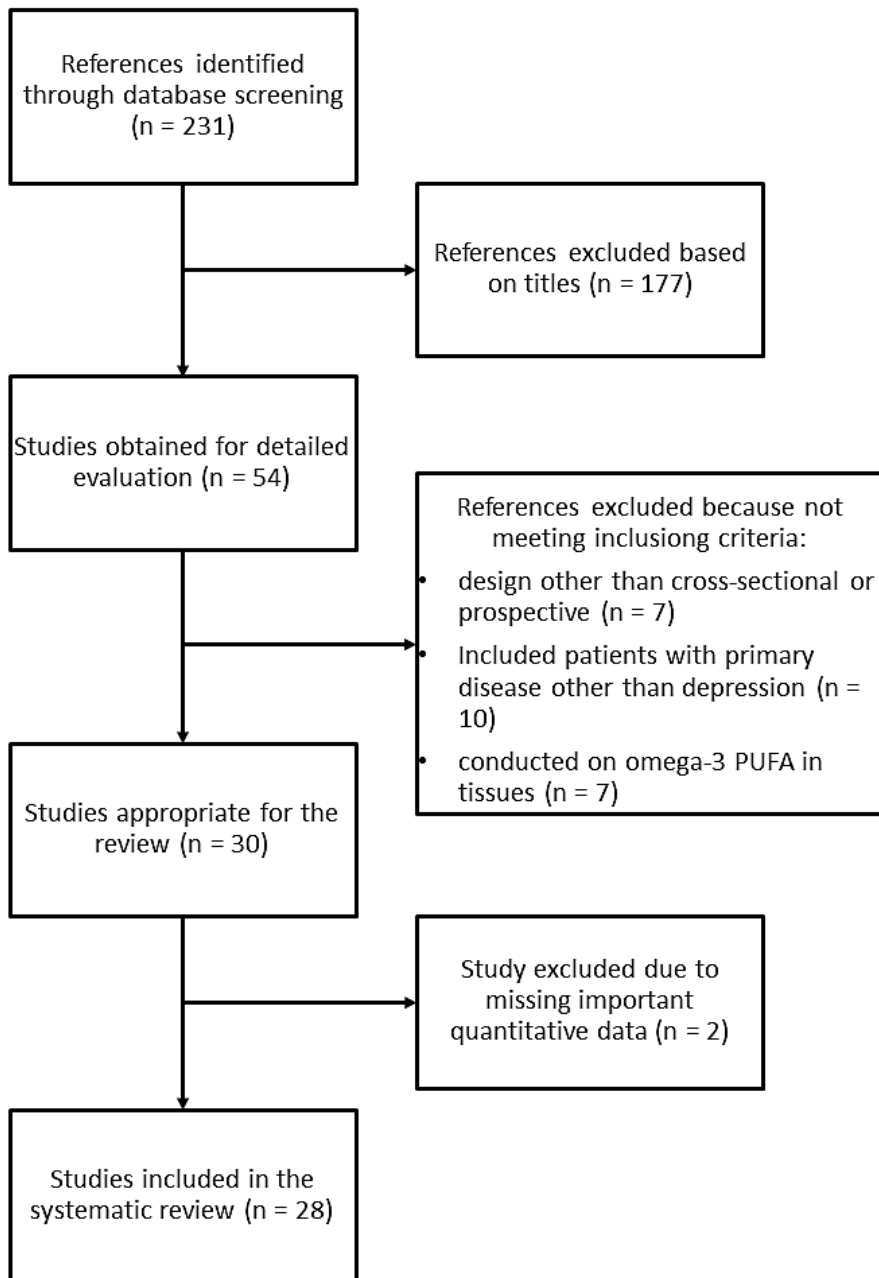 References identified
through database screening
(n = 231)
References excluded based
on titles (n = 177)
Studies obtained for detailed
evaluation (n = 54)
References excluded because not
meeting inclusiong criteria:
• design other than cross-sectional or
prospective (n = 7)
• Included patients with primary
disease other than depression (n =
10)
• conducted on omega-3 PUFA in
tissues (n = 7)
Studies appropriate for the
review (n = 30)
Study excluded due to
missing important
quantitative data (n = 2)
Studies included in the
systematic review (n = 28)